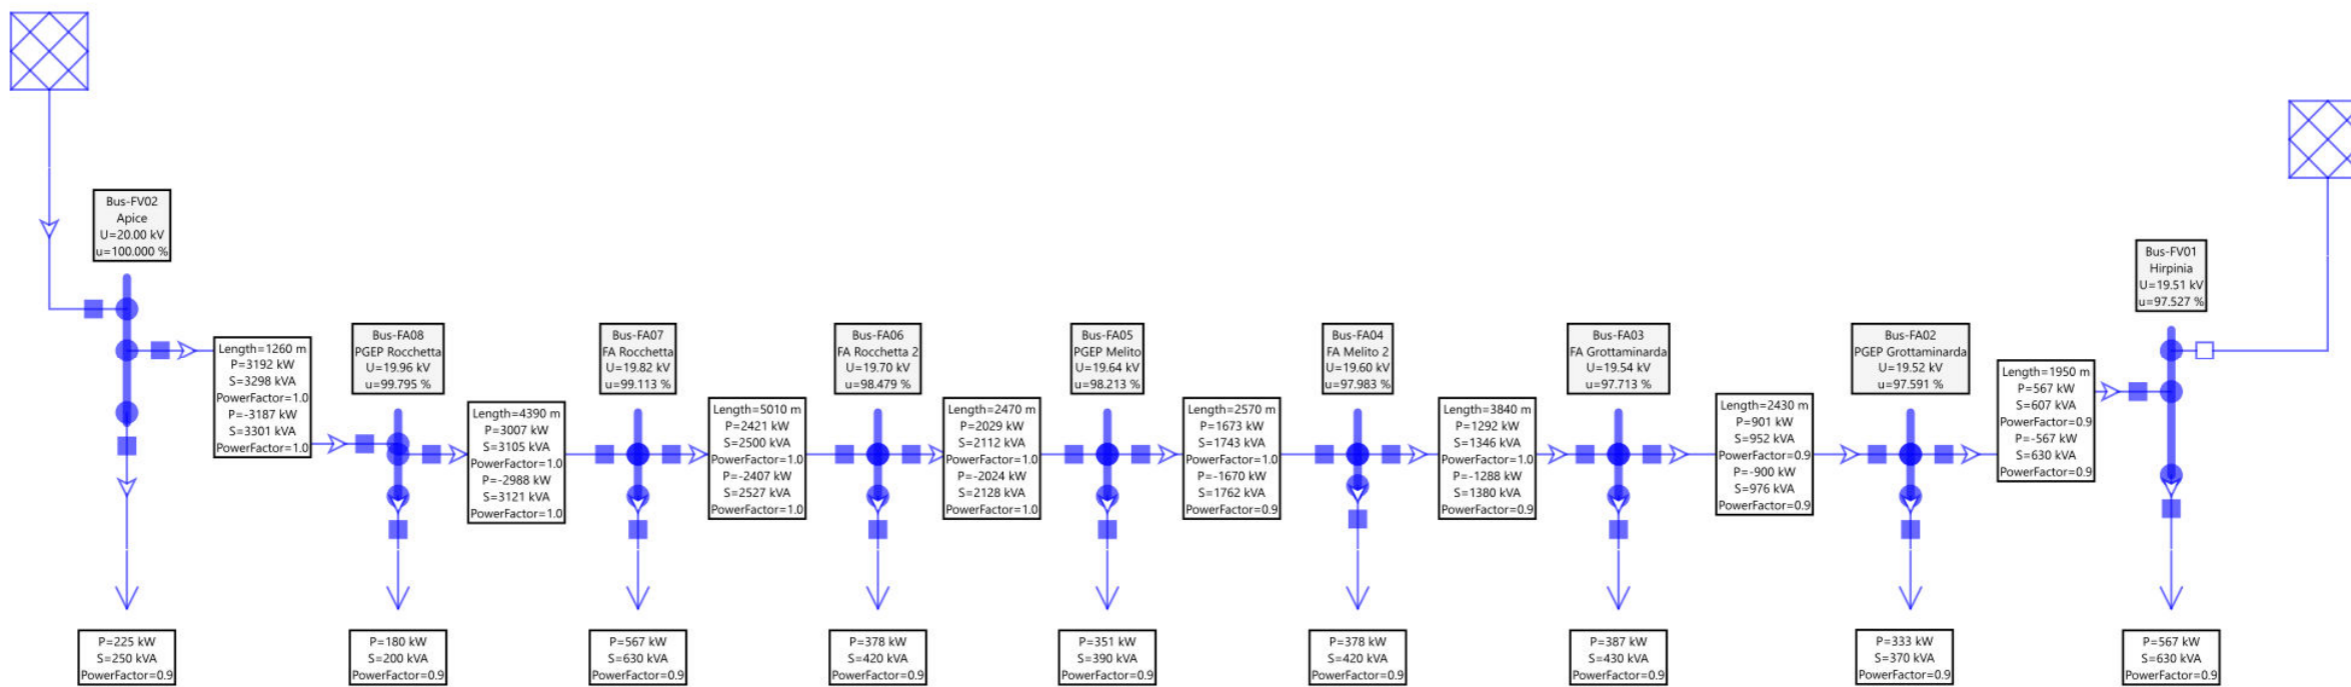 Bus-FV02
Apice
U=20.00 kV
u=100.000 %
Length=1260 m
P=3192 kW
S=3298 kVA
PowerFactor=1.0
P=-3187 kW
S=3301 kVA
PowerFactor=1.0
Bus-FA08
PGEP Rocchetta
U=19.96 kV
u=99.795 %
Length=4390 m
P=3007 kW
S=3105 kVA
PowerFactor=1.0
P=-2988 kW
S=3121 kVA
PowerFactor=1.0
Bus-FA07
FA Rocchetta
U=19.82 kV
u=99.113 %
Length=5010 m
P=2421 kW
S=2500 kVA
PowerFactor=1.0
P=-2407 kW
S=2527 kVA
PowerFactor=1.0
Bus-FA06
FA Rocchetta 2
U=19.70 kV
u=98.479 %
Length=2470 m
P=2029 kW
S=2112 kVA
PowerFactor=1.0
P=-2024 kW
S=2128 kVA
PowerFactor=1.0
Bus-FA05
PGEP Melito
U=19.64 kV
u=98.213 %
Length=2570 m
P=1673 kW
S=1743 kVA
PowerFactor=1.0
P=-1670 kW
S=1762 kVA
PowerFactor=0.9
Bus-FA04
FA Melito 2
U=19.60 kV
u=97.983 %
Length=3840 m
P=1292 kW
S=1346 kVA
PowerFactor=1.0
P=-1288 kW
S=1380 kVA
PowerFactor=0.9
Bus-FA03
FA Grottaminarda
U=19.54 kV
u=97.713 %
Length=2430 m
P=901 kW
S=952 kVA
PowerFactor=0.9
P=-900 kW
S=976 kVA
PowerFactor=0.9
Bus-FA02
PGEP Grottaminarda
U=19.52 kV
u=97.591 %
Length=1950 m
P=567 kW
S=607 kVA
PowerFactor=0.9
P=-567 kW
S=630 kVA
PowerFactor=0.9
Bus-FV01
Hirpinia
U=19.51 kV
u=97.527 %
P=225 kW
S=250 kVA
PowerFactor=0.9
P=180 kW
S=200 kVA
PowerFactor=0.9
P=567 kW
S=630 kVA
PowerFactor=0.9
P=378 kW
S=420 kVA
PowerFactor=0.9
P=351 kW
S=390 kVA
PowerFactor=0.9
P=378 kW
S=420 kVA
PowerFactor=0.9
P=387 kW
S=430 kVA
PowerFactor=0.9
P=333 kW
S=370 kVA
PowerFactor=0.9
P=567 kW
S=630 kVA
PowerFactor=0.9